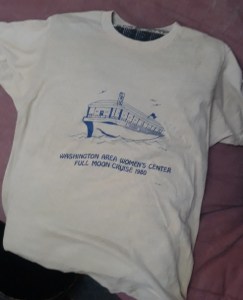 WASHINGTON AREA WOMEN'S CENTER
FULL MOON CRUISE 1980